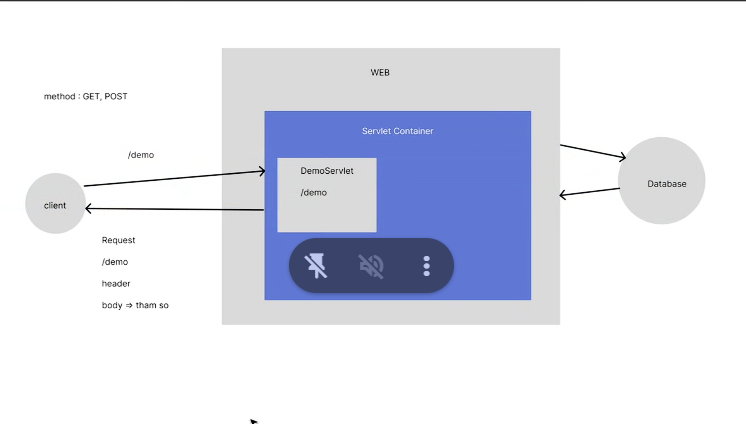 WEB
method : GET, POST
Servlet Container
/demo
DemoServlet
/demo
client
Database
Request
/demo
header
body => tham so